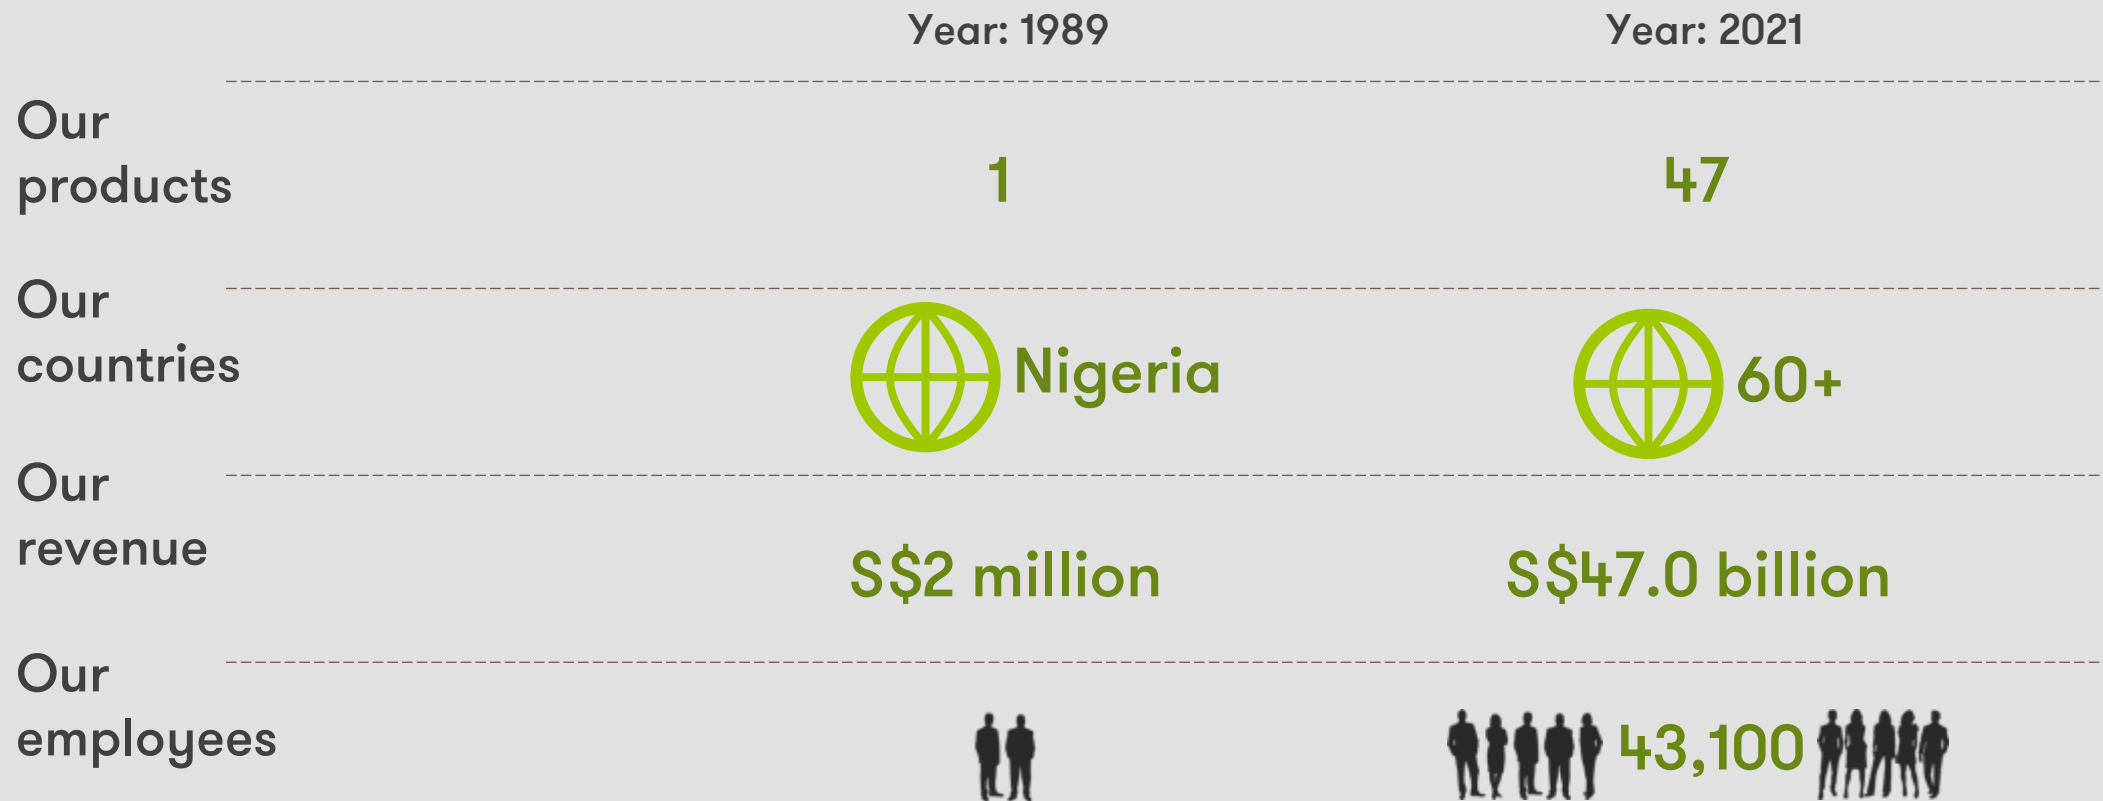 Year: 1989 Year: 2021
Our
products
1 47
Our
countries
Nigeria 60+
Our
revenue
S$2 million S$47.0 billion
Our
employees
43,100